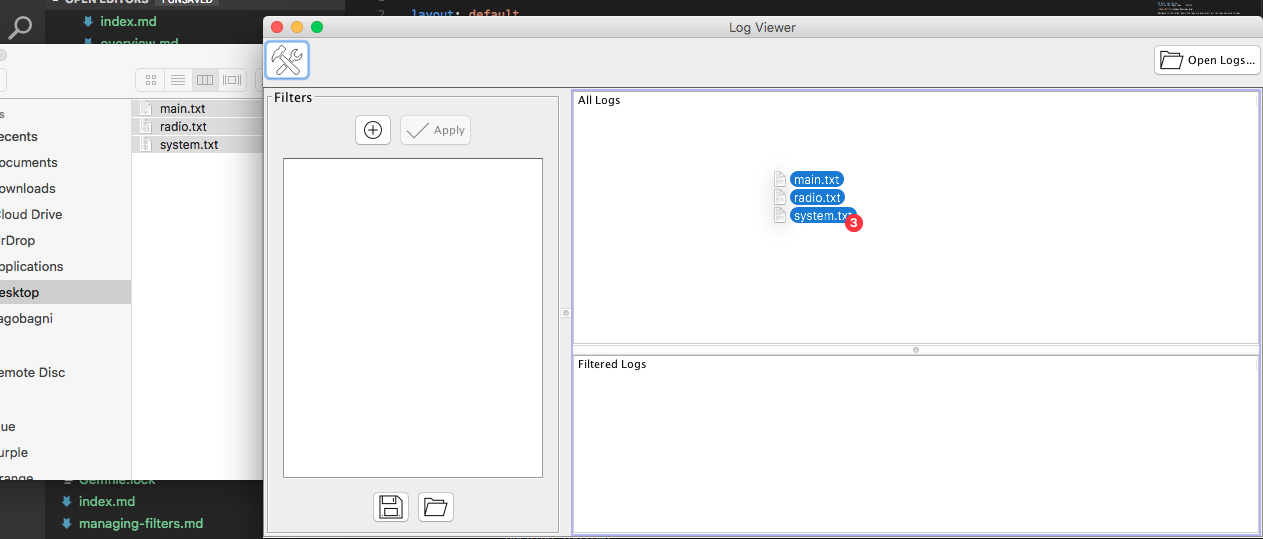 OPEN EDITORS 1 UNSAVED
index.md
overview.md
2 layout: default
Log Viewer
Open Logs...
main.txt
radio.txt
system.txt
s
ecents
ocuments
ownloads
loud Drive
irDrop
pplications
esktop
agobagni
emote Disc
ue
urple
range
Gemfile.lock
index.md
managing-filters.md
Filters
Apply
All Logs
main.txt
radio.txt
system.txt
3
Filtered Logs